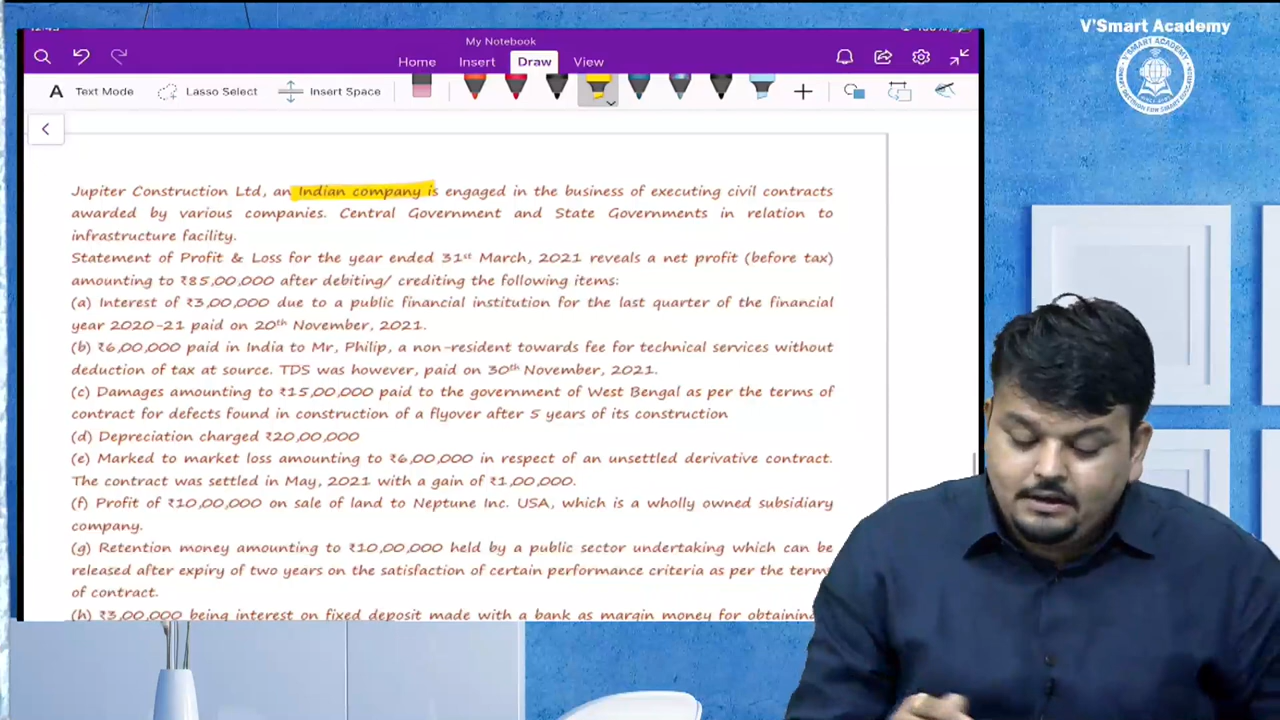 V'Smart Academy
My Notebook
Home Insert Draw View
Text Mode Lasso Select Insert Space
Jupiter Construction Ltd, an Indian company is engaged in the business of executing civil contracts
awarded by various companies. Central Government and State Governments in relation to
infrastructure facility.
Statement of Profit & Loss for the year ended 31st March, 2021 reveals a net profit (before tax)
amounting to ₹85,00,000 after debiting/ crediting the following items:
(a) Interest of ₹3,00,000 due to a public financial institution for the last quarter of the financial
year 2020-21 paid on 20th November, 2021.
(b) ₹6,00,000 paid in India to Mr, Philip, a non-resident towards fee for technical services without
deduction of tax at source. TDS was however, paid on 30th November, 2021.
(c) Damages amounting to ₹15,00,000 paid to the government of West Bengal as per the terms of
contract for defects found in construction of a flyover after 5 years of its construction
(d) Depreciation charged ₹20,00,000
(e) Marked to market loss amounting to ₹6,00,000 in respect of an unsettled derivative contract.
The contract was settled in May, 2021 with a gain of ₹1,00,000.
(f) Profit of ₹10,00,000 on sale of land to Neptune Inc. USA, which is a wholly owned subsidiary
company.
(g) Retention money amounting to ₹10,00,000 held by a public sector undertaking which can be
released after expiry of two years on the satisfaction of certain performance criteria as per the terms
of contract.
(h) ₹3,00,000 being interest on fixed deposit made with a bank as margin money for obtaining